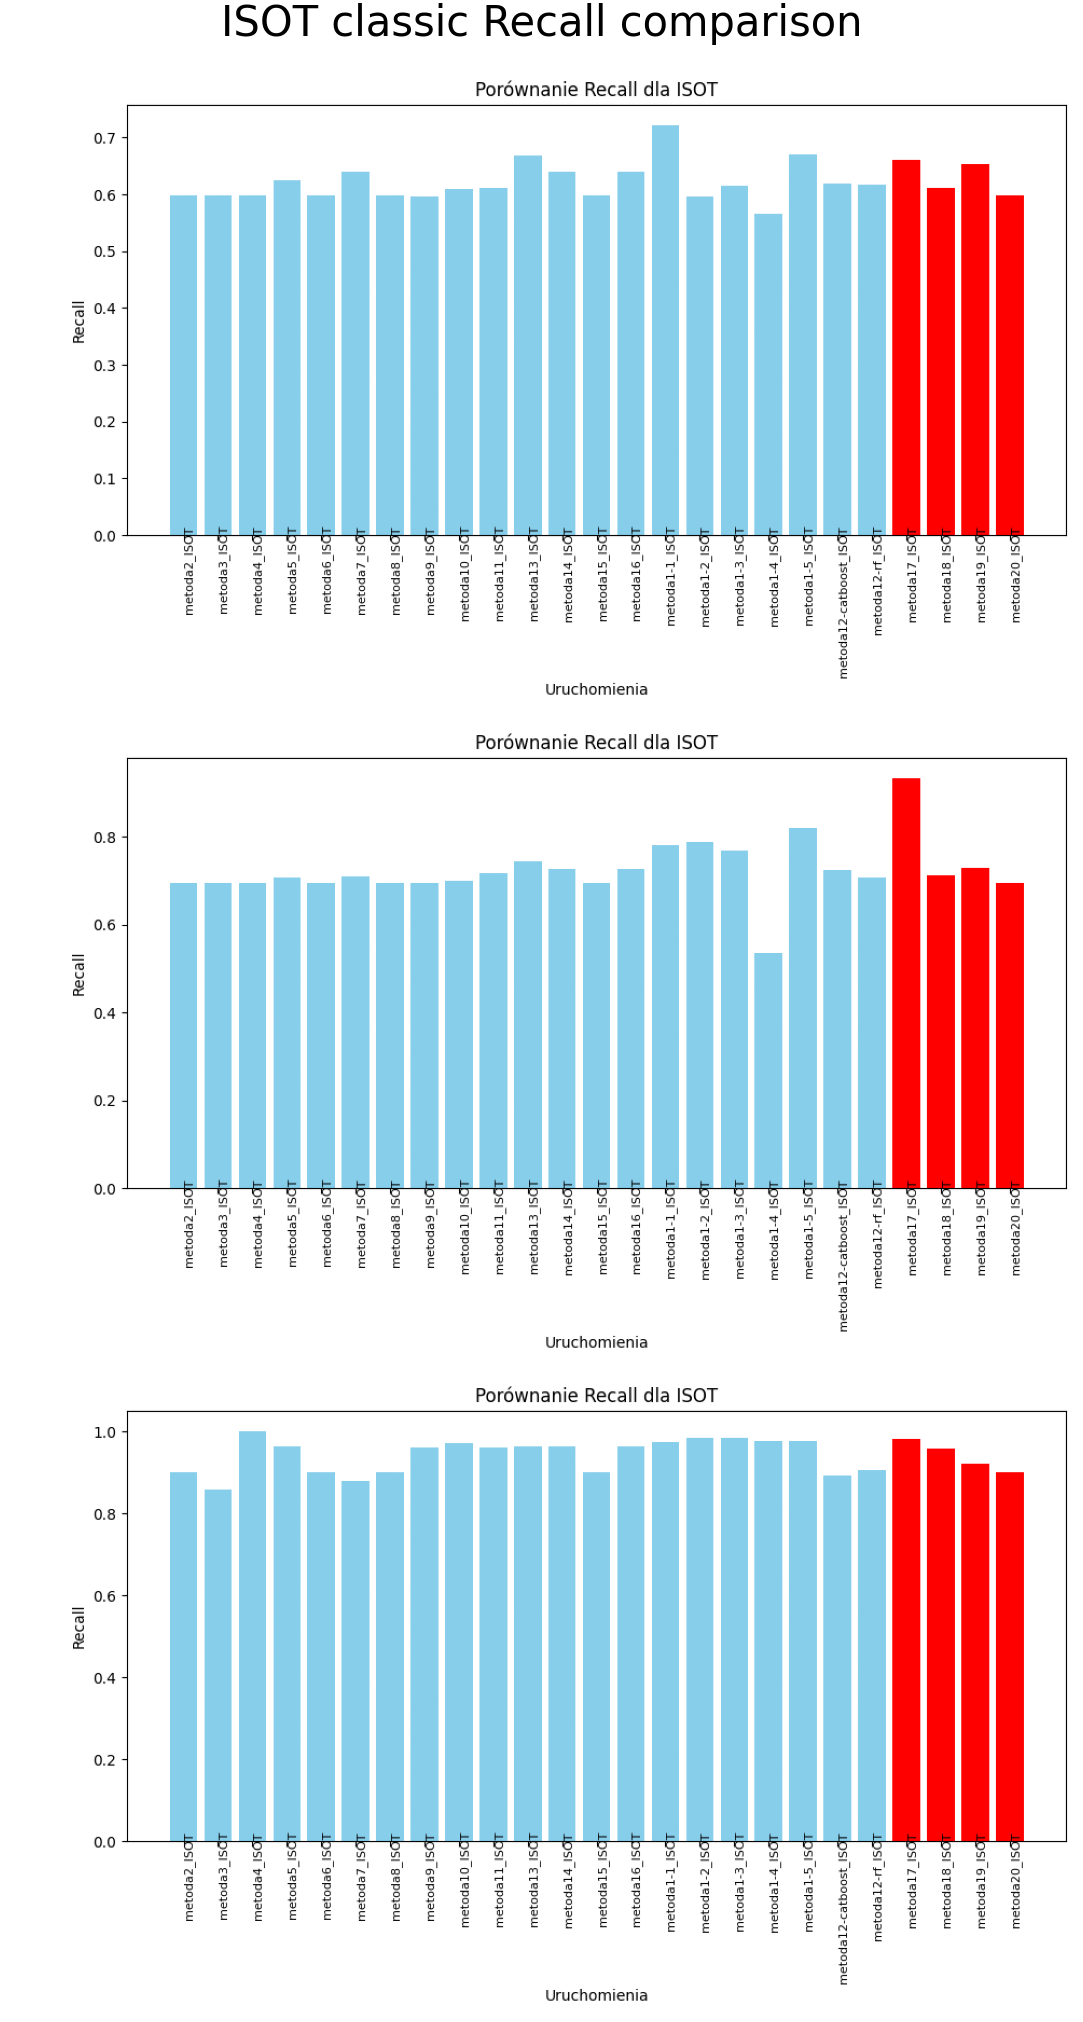 ISOT classic Recall comparison
Porównanie Recall dla ISOT
0.7
0.6
0.5
0.4
0.3
0.2
0.1
0.0
Recall
metoda2_ISOT
metoda3_ISOT
metoda4_ISOT
metoda5_ISOT
metoda6_ISOT
metoda7_ISOT
metoda8_ISOT
metoda9_ISOT
metoda10_ISOT
metoda11_ISOT
metoda13_ISOT
metoda14_ISOT
metoda15_ISOT
metoda16_ISOT
metoda1-1_ISOT
metoda1-2_ISOT
metoda1-3_ISOT
metoda1-4_ISOT
metoda1-5_ISOT
metoda12-catboost_ISOT
metoda12-rf_ISOT
metoda17_ISOT
metoda18_ISOT
metoda19_ISOT
metoda20_ISOT
Uruchomienia
Porównanie Recall dla ISOT
0.8
0.6
0.4
0.2
0.0
Recall
metoda2_ISOT
metoda3_ISOT
metoda4_ISOT
metoda5_ISOT
metoda6_ISOT
metoda7_ISOT
metoda8_ISOT
metoda9_ISOT
metoda10_ISOT
metoda11_ISOT
metoda13_ISOT
metoda14_ISOT
metoda15_ISOT
metoda16_ISOT
metoda1-1_ISOT
metoda1-2_ISOT
metoda1-3_ISOT
metoda1-4_ISOT
metoda1-5_ISOT
metoda12-catboost_ISOT
metoda12-rf_ISOT
metoda17_ISOT
metoda18_ISOT
metoda19_ISOT
metoda20_ISOT
Uruchomienia
Porównanie Recall dla ISOT
1.0
0.8
0.6
0.4
0.2
0.0
Recall
metoda2_ISOT
metoda3_ISOT
metoda4_ISOT
metoda5_ISOT
metoda6_ISOT
metoda7_ISOT
metoda8_ISOT
metoda9_ISOT
metoda10_ISOT
metoda11_ISOT
metoda13_ISOT
metoda14_ISOT
metoda15_ISOT
metoda16_ISOT
metoda1-1_ISOT
metoda1-2_ISOT
metoda1-3_ISOT
metoda1-4_ISOT
metoda1-5_ISOT
metoda12-catboost_ISOT
metoda12-rf_ISOT
metoda17_ISOT
metoda18_ISOT
metoda19_ISOT
metoda20_ISOT
Uruchomienia